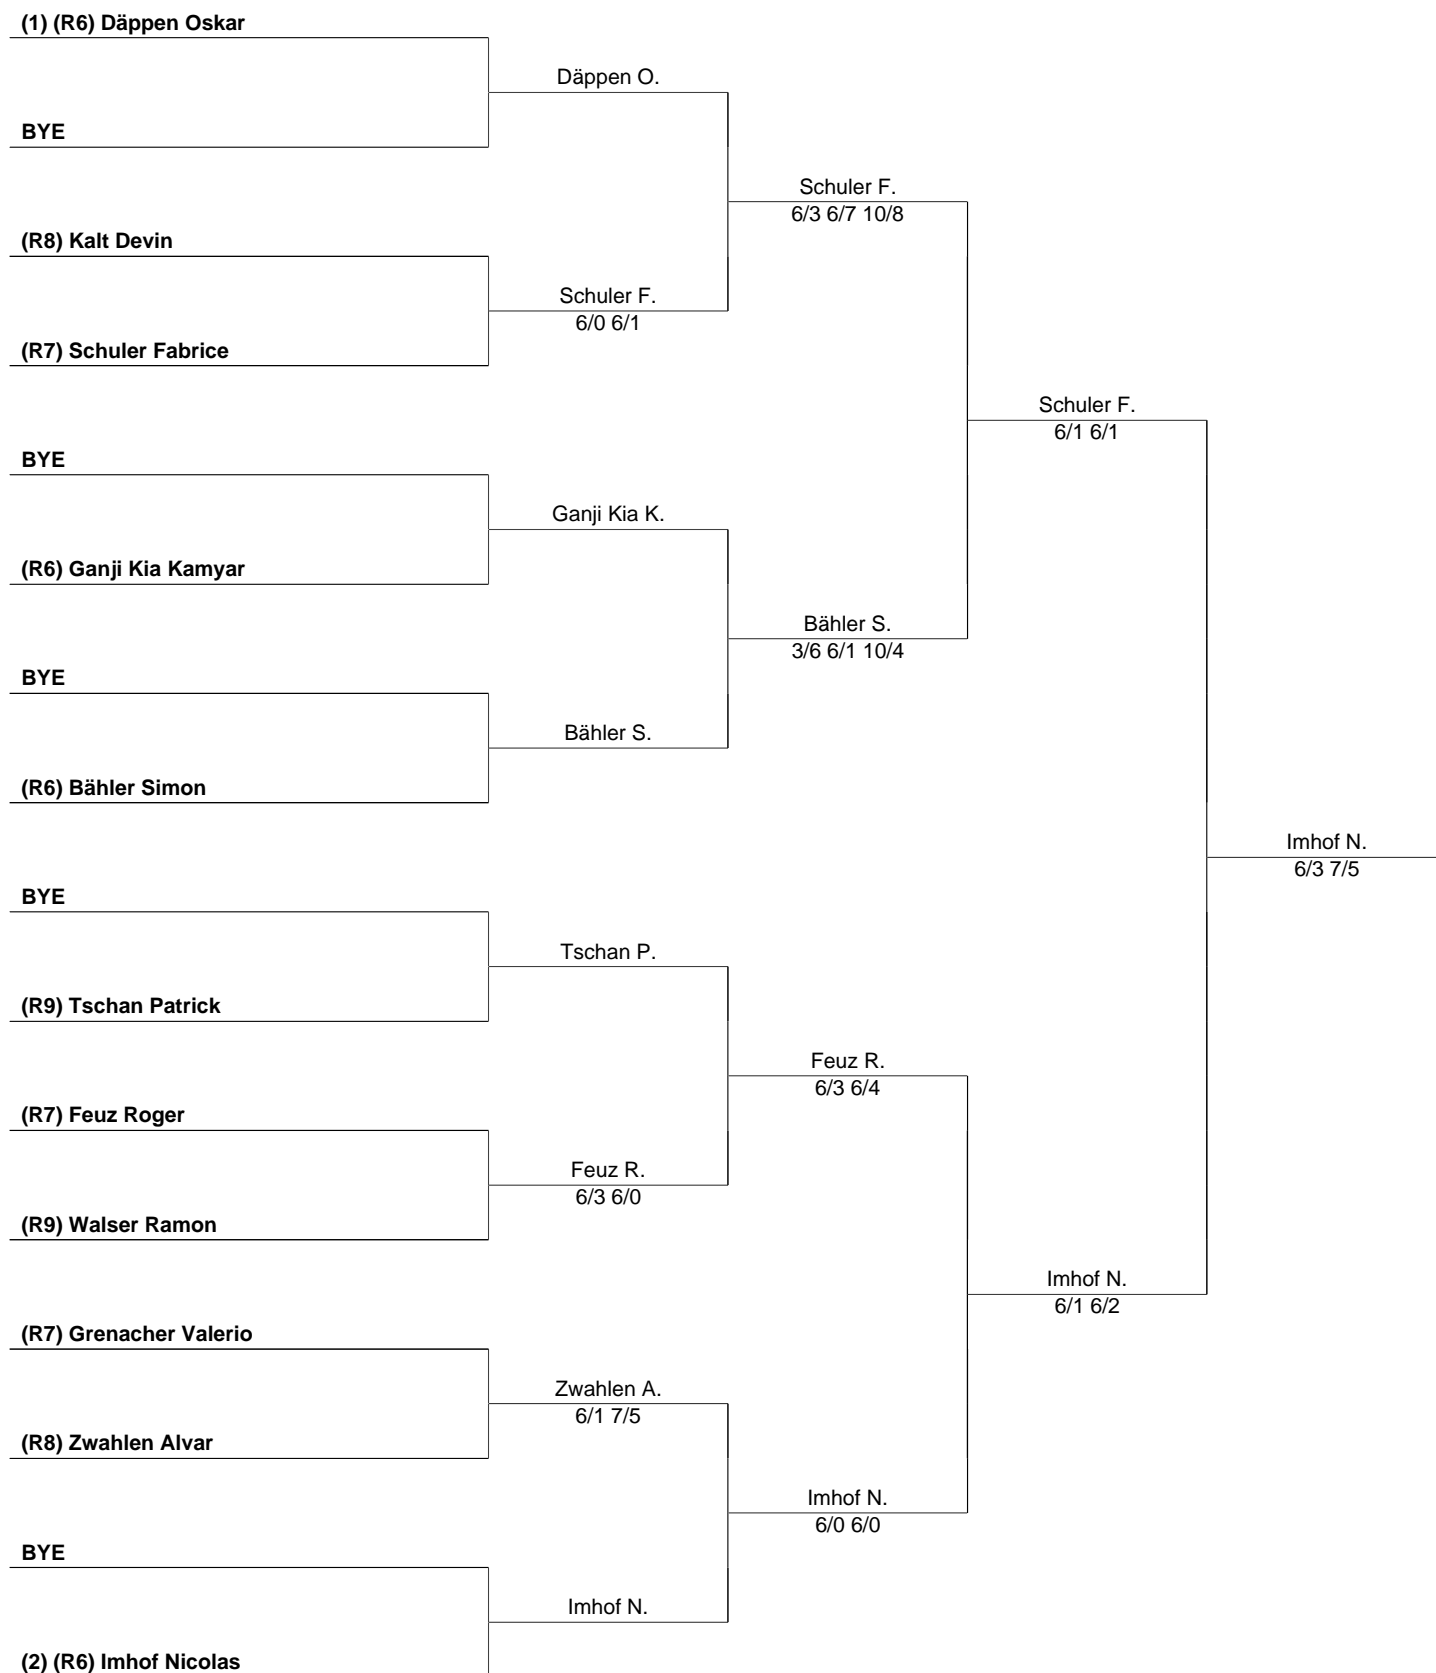 (1) (R6) Däppen Oskar
Däppen O.
BYE
Schuler F.
6/3 6/7 10/8
(R8) Kalt Devin
Schuler F.
6/0 6/1
(R7) Schuler Fabrice
Schuler F.
6/1 6/1
BYE
Ganji Kia K.
(R6) Ganji Kia Kamyar
Bähler S.
3/6 6/1 10/4
BYE
Bähler S.
(R6) Bähler Simon
Imhof N.
6/3 7/5
BYE
Tschan P.
(R9) Tschan Patrick
Feuz R.
6/3 6/4
(R7) Feuz Roger
Feuz R.
6/3 6/0
(R9) Walser Ramon
Imhof N.
6/1 6/2
(R7) Grenacher Valerio
Zwahlen A.
6/1 7/5
(R8) Zwahlen Alvar
Imhof N.
6/0 6/0
BYE
Imhof N.
(2) (R6) Imhof Nicolas